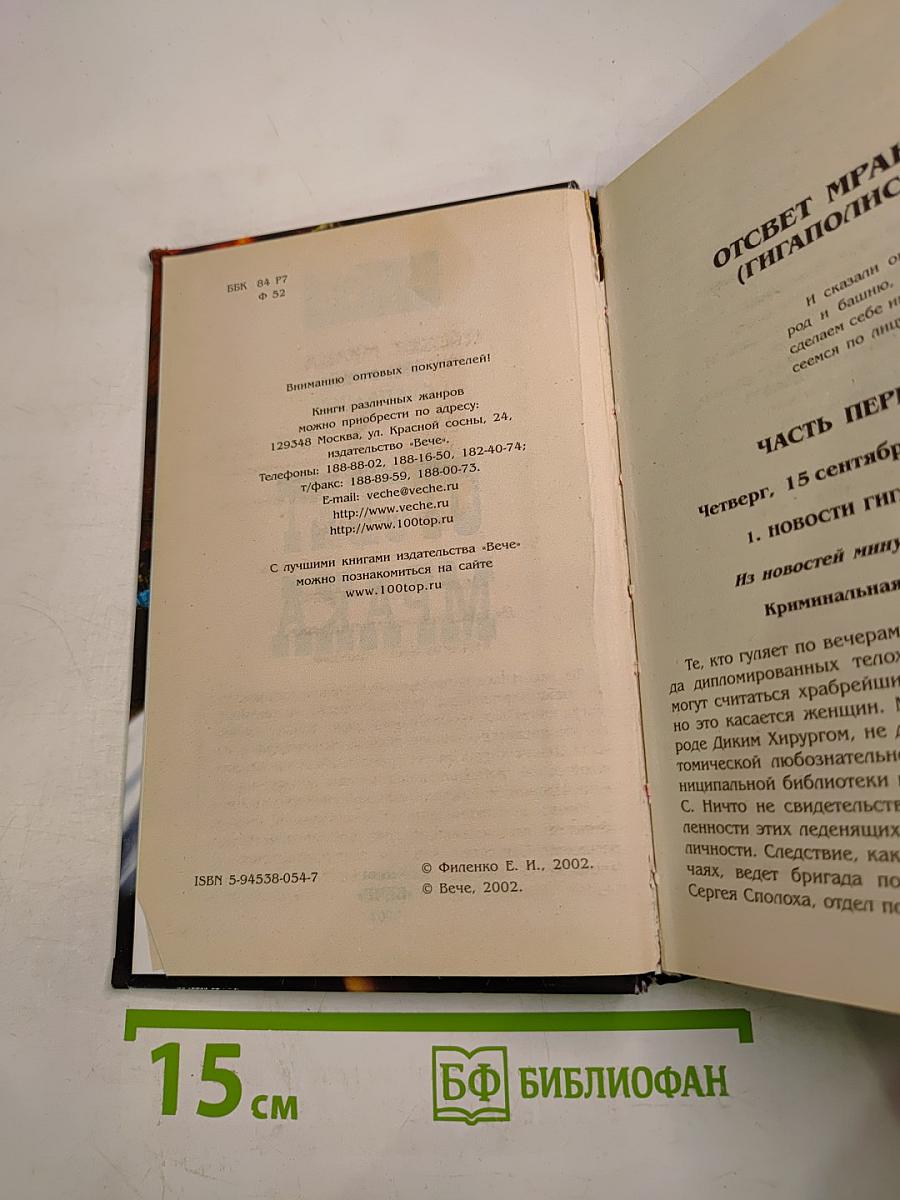 ББК 84 Р7
Ф 52
Вниманию оптовых покупателей!
Книги различных жанров
можно приобрести по адресу:
129348 Москва, ул. Красной сосны, 24,
издательство «Вече».
Телефоны: 188-88-02, 188-16-50, 182-40-74;
т/факс: 188-89-59, 188-00-73.
E-mail: veche@veche.ru
http://www.veche.ru
http://www.100top.ru
С лучшими книгами издательства «Вече»
можно познакомиться на сайте
www.100top.ru
ISBN 5-94538-054-7
© Филенко Е. И., 2002.
© Вече, 2002.
ОТСВЕТ МРАК
(ГИГАПОЛИС
И сказали
род и башню,
сделаем себе
сеемся по лиц
ЧАСТЬ ПЕР
Четверг, 15 сентябр
1. НОВОСТИ ГИГ
Из новостей мину
Криминальная
Те, кто гуляет по вечерам
да дипломированных телох
могут считаться храбрейши
но это касается женщин.
роде Диким Хирургом, не
томической любознательн
ниципальной библиотеки
С. Ничто не свидетельств
ленности этих леденящих
личности. Следствие, как
чаях, ведет бригада по
Сергея Сполоха, отдел по
15 см
БФ БИБЛИОФАН